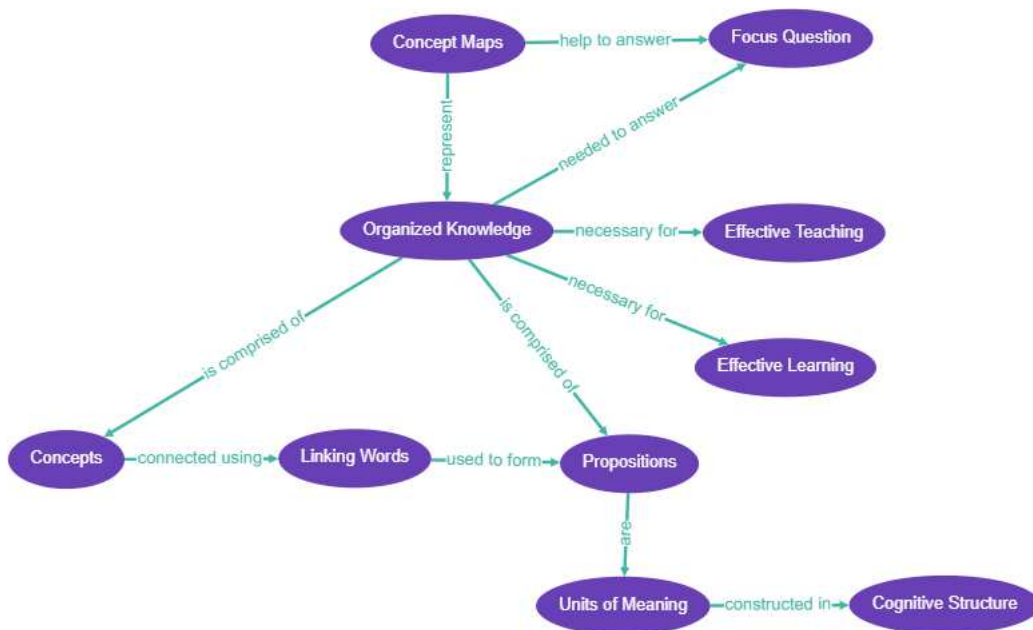 Concept Maps
help to answer
Focus Question
represent
needed to answer
Organized Knowledge
necessary for
Effective Teaching
necessary for
Effective Learning
is comprised of
is comprised of
Concepts
connected using
Linking Words
used to form
Propositions
are
Units of Meaning
constructed in
Cognitive Structure